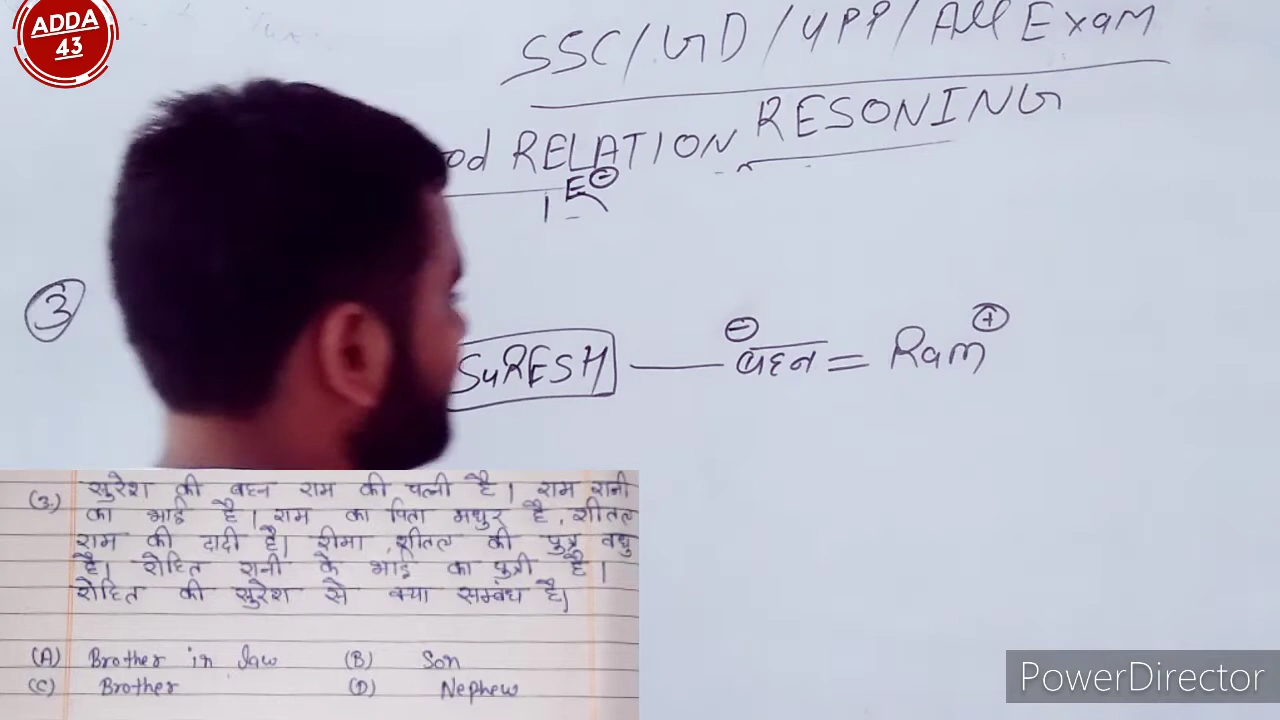 ADDA
43
SSC/GD/UPP/All Exam
RELATION RESONING
E
③
SURESH — बहन = Ram
(3.) सुरेश की बहन राम की पत्नी है। राम रानी
का भाई है। राम का पिता मधुर है, शीतल
राम की दादी है। रीमा, शीतल की पुत्र वधु
है। रोहित रानी के भाई का पुत्री है।
रोहित की सुरेश से क्या सम्बंध है।
(A) Brother in law (B) Son
(C) Brother (D) Nephew
PowerDirector